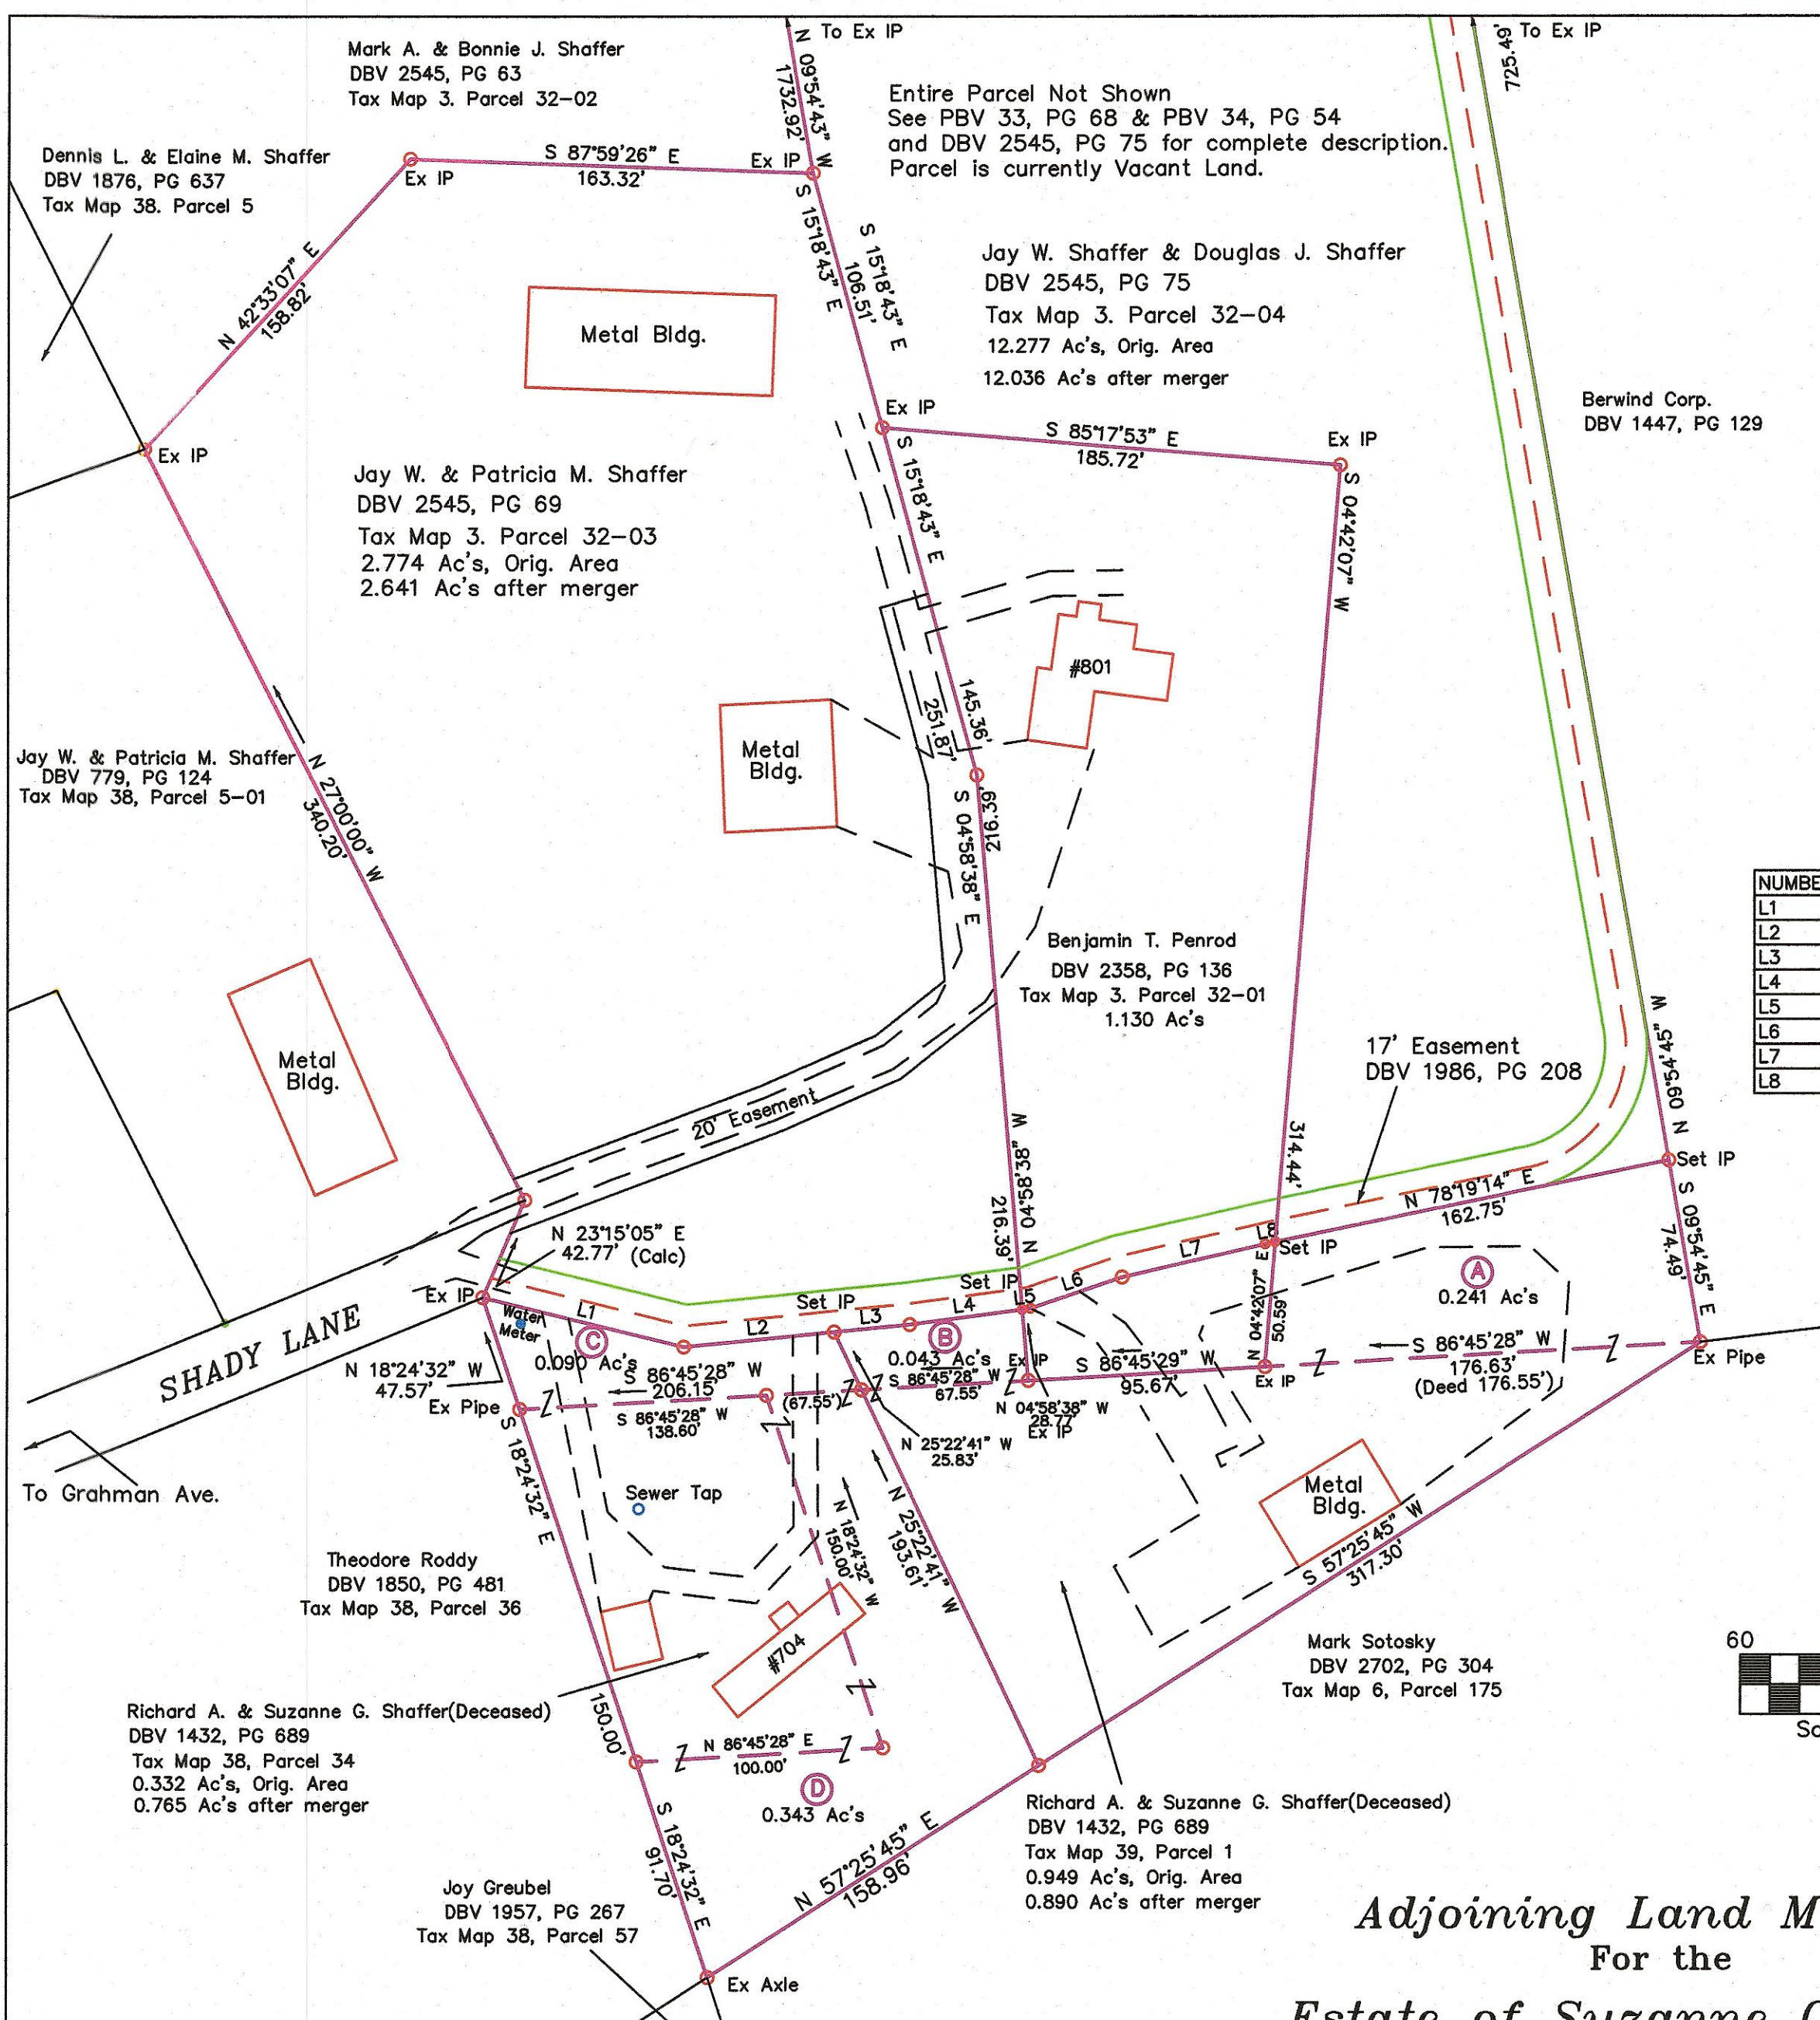 To Ex IP
To Ex IP
725.49'
N 09°54'43" W
1732.92'
Mark A. & Bonnie J. Shaffer
DBV 2545, PG 63
Tax Map 3. Parcel 32-02
Entire Parcel Not Shown
See PBV 33, PG 68 & PBV 34, PG 54
and DBV 2545, PG 75 for complete description.
Parcel is currently Vacant Land.
Dennis L. & Elaine M. Shaffer
DBV 1876, PG 637
Tax Map 38. Parcel 5
S 87°59'26" E
163.32'
Ex IP
Ex IP
S 15°18'43" E
S 15°18'43" E
106.51'
N 42°33'07" E
158.82'
Metal Bldg.
Jay W. Shaffer & Douglas J. Shaffer
DBV 2545, PG 75
Tax Map 3. Parcel 32-04
12.277 Ac's, Orig. Area
12.036 Ac's after merger
Berwind Corp.
DBV 1447, PG 129
Ex IP
S 85°17'53" E
185.72'
Ex IP
Ex IP
Jay W. & Patricia M. Shaffer
DBV 2545, PG 69
Tax Map 3. Parcel 32-03
2.774 Ac's, Orig. Area
2.641 Ac's after merger
S 15°18'43" E
145.36'
251.87'
S 04°42'07" W
314.44'
#801
Metal
Bldg.
Jay W. & Patricia M. Shaffer
DBV 779, PG 124
Tax Map 38, Parcel 5-01
N 27°00'00" W
340.20'
216.39'
S 04°58'38" E
NUMBE
L1
L2
L3
L4
L5
L6
L7
L8
Benjamin T. Penrod
DBV 2358, PG 136
Tax Map 3. Parcel 32-01
1.130 Ac's
17' Easement
DBV 1986, PG 208
Metal
Bldg.
20' Easement
N 04°58'38" W
216.39'
N 09°54'45" W
Set IP
N 78°19'14" E
162.75'
S 09°54'45" E
74.49'
N 23°15'05" E
42.77' (Calc)
Ex IP
Water
Meter
L1
L2
L3
L4
L5
L6
L7
L8
Set IP
Set IP
Set IP
A
0.241 Ac's
SHADY LANE
C
0.090 Ac's
B
0.043 Ac's
N 04°42'07" E
50.59'
N 18°24'32" W
47.57'
Ex Pipe
S 86°45'28" W
206.15'
S 86°45'28" W
138.60'
(67.55')
S 86°45'28" W
67.55'
Ex IP
S 86°45'29" W
95.67'
Ex IP
S 86°45'28" W
176.63'
(Deed 176.55')
Ex Pipe
N 04°58'38" W
28.77'
Ex IP
N 25°22'41" W
25.83'
To Grahman Ave.
S 18°24'32" E
150.00'
Sewer Tap
N 18°24'32" W
150.00'
N 25°22'41" W
193.61'
Metal
Bldg.
S 57°25'45" W
317.30'
Theodore Roddy
DBV 1850, PG 481
Tax Map 38, Parcel 36
#704
Mark Sotosky
DBV 2702, PG 304
Tax Map 6, Parcel 175
60
Sc
Richard A. & Suzanne G. Shaffer(Deceased)
DBV 1432, PG 689
Tax Map 38, Parcel 34
0.332 Ac's, Orig. Area
0.765 Ac's after merger
N 86°45'28" E
100.00'
D
0.343 Ac's
S 18°24'32" E
91.70'
N 57°25'45" E
158.96'
Richard A. & Suzanne G. Shaffer(Deceased)
DBV 1432, PG 689
Tax Map 39, Parcel 1
0.949 Ac's, Orig. Area
0.890 Ac's after merger
Joy Greubel
DBV 1957, PG 267
Tax Map 38, Parcel 57
Ex Axle
Adjoining Land M
For the
Estate of Suzanne G